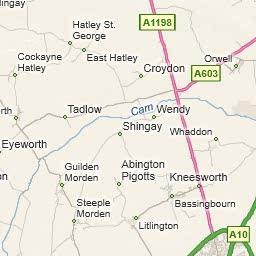 ningay
Hatley St.
George
A1198
East Hatley
Orwell
Cockayne
Hatley
Croydon
A603
Tadlow
Cam
Wendy
Shingay
Whaddon
Eyeworth
Guilden
Morden
Abington
Pigotts
Kneesworth
Bassingbourn
Steeple
Morden
Litlington
A10